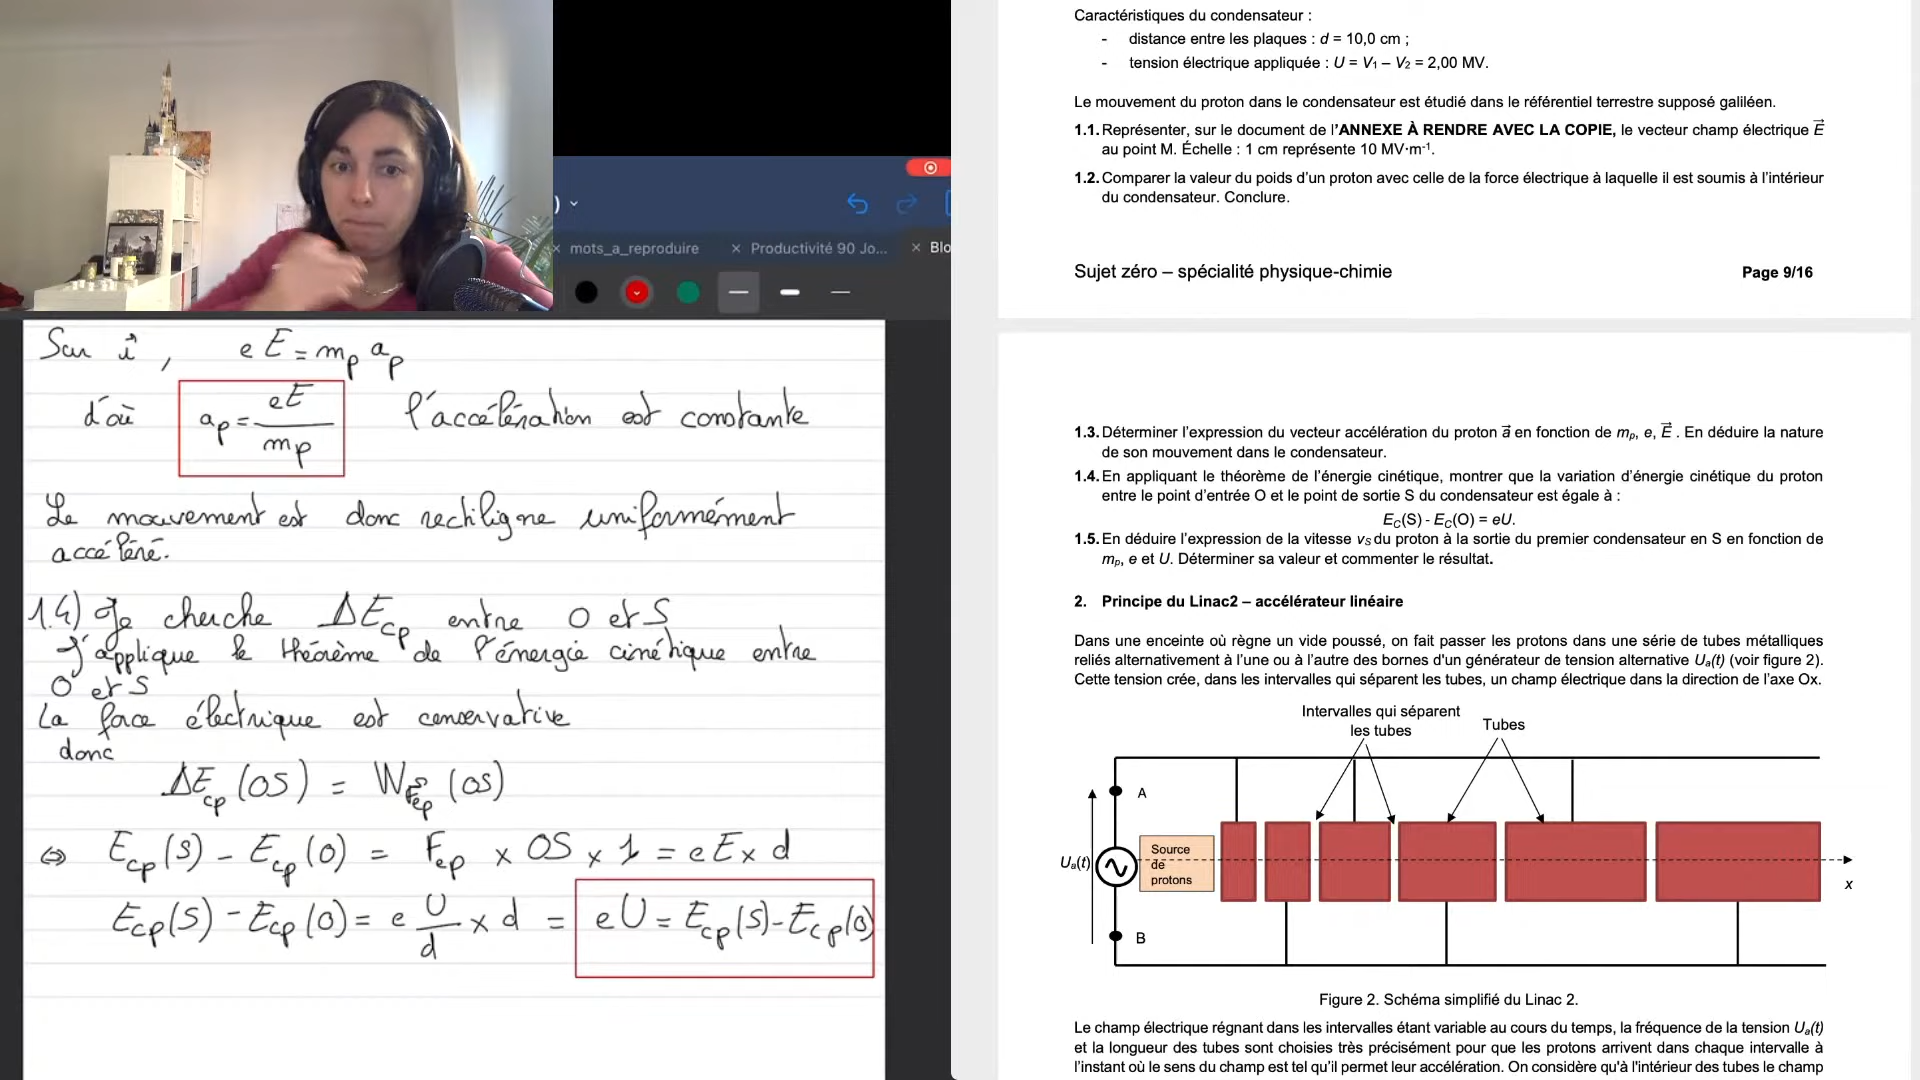 ) ⌄
× mots_a_reproduire × Productivité 90 Jo... × Blo
Sur i⃗, e E = m_p a_p
d'où a_p = eE / m_p l'accélération est constante
Le mouvement est donc rectiligne uniformément
accéléré.
1.4) Je cherche ΔE_cp entre O et S
J'applique le théorème de l'énergie cinétique entre
O et S
La force électrique est conservative
donc
ΔE_cp (OS) = W_F⃗ep (OS)
⇔ E_cp(S) - E_cp(O) = F_ep × OS × 1 = e E × d
E_cp(S) - E_cp(O) = e U/d × d = eU = E_cp(S) - E_cp(O)
Caractéristiques du condensateur :
- distance entre les plaques : d = 10,0 cm ;
- tension électrique appliquée : U = V1 – V2 = 2,00 MV.
Le mouvement du proton dans le condensateur est étudié dans le référentiel terrestre supposé galiléen.
1.1. Représenter, sur le document de l'ANNEXE À RENDRE AVEC LA COPIE, le vecteur champ électrique E⃗
au point M. Échelle : 1 cm représente 10 MV·m⁻¹.
1.2. Comparer la valeur du poids d'un proton avec celle de la force électrique à laquelle il est soumis à l'intérieur
du condensateur. Conclure.
Sujet zéro – spécialité physique-chimie Page 9/16
1.3. Déterminer l'expression du vecteur accélération du proton a⃗ en fonction de mp, e, E⃗ . En déduire la nature
de son mouvement dans le condensateur.
1.4. En appliquant le théorème de l'énergie cinétique, montrer que la variation d'énergie cinétique du proton
entre le point d'entrée O et le point de sortie S du condensateur est égale à :
EC(S) - EC(O) = eU.
1.5. En déduire l'expression de la vitesse vS du proton à la sortie du premier condensateur en S en fonction de
mp, e et U. Déterminer sa valeur et commenter le résultat.
2. Principe du Linac2 – accélérateur linéaire
Dans une enceinte où règne un vide poussé, on fait passer les protons dans une série de tubes métalliques
reliés alternativement à l'une ou à l'autre des bornes d'un générateur de tension alternative Ua(t) (voir figure 2).
Cette tension crée, dans les intervalles qui séparent les tubes, un champ électrique dans la direction de l'axe Ox.
Intervalles qui séparent
les tubes
Tubes
A
Ua(t)
Source
de
protons
x
B
Figure 2. Schéma simplifié du Linac 2.
Le champ électrique régnant dans les intervalles étant variable au cours du temps, la fréquence de la tension Ua(t)
et la longueur des tubes sont choisies très précisément pour que les protons arrivent dans chaque intervalle à
l'instant où le sens du champ est tel qu'il permet leur accélération. On considère qu'à l'intérieur des tubes le champ